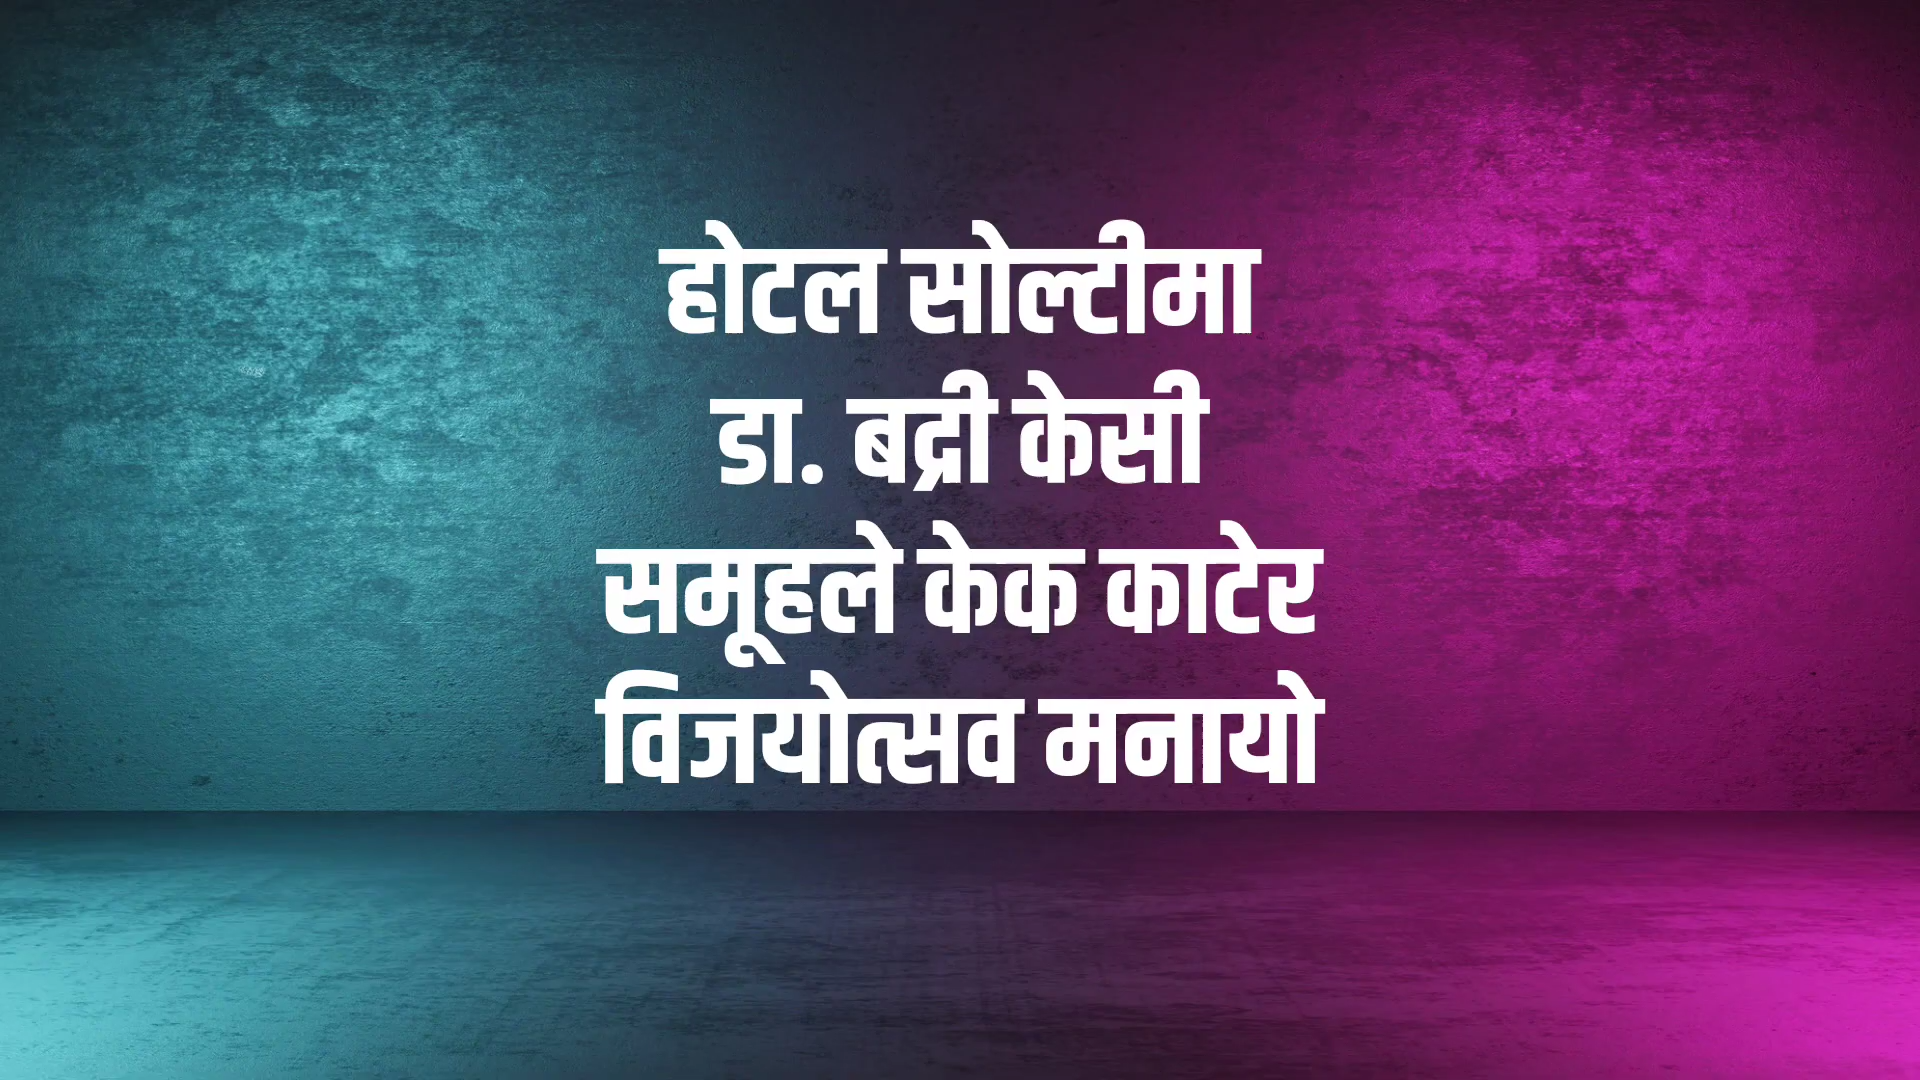 होटल सोल्टीमा
डा. बद्री केसी
समूहले केक काटेर
विजयोत्सव मनायो